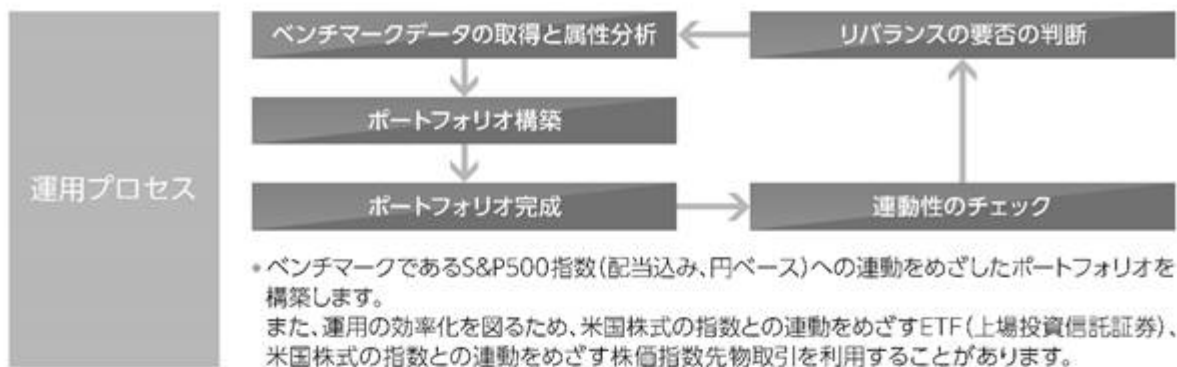 運用プロセス
ベンチマークデータの取得と属性分析
リバランスの要否の判断
ポートフォリオ構築
ポートフォリオ完成
連動性のチェック
●ベンチマークであるS&P500指数(配当込み、円ベース)への連動をめざしたポートフォリオを
構築します。
また、運用の効率化を図るため、米国株式の指数との連動をめざすETF(上場投資信託証券)、
米国株式の指数との連動をめざす株価指数先物取引を利用することがあります。